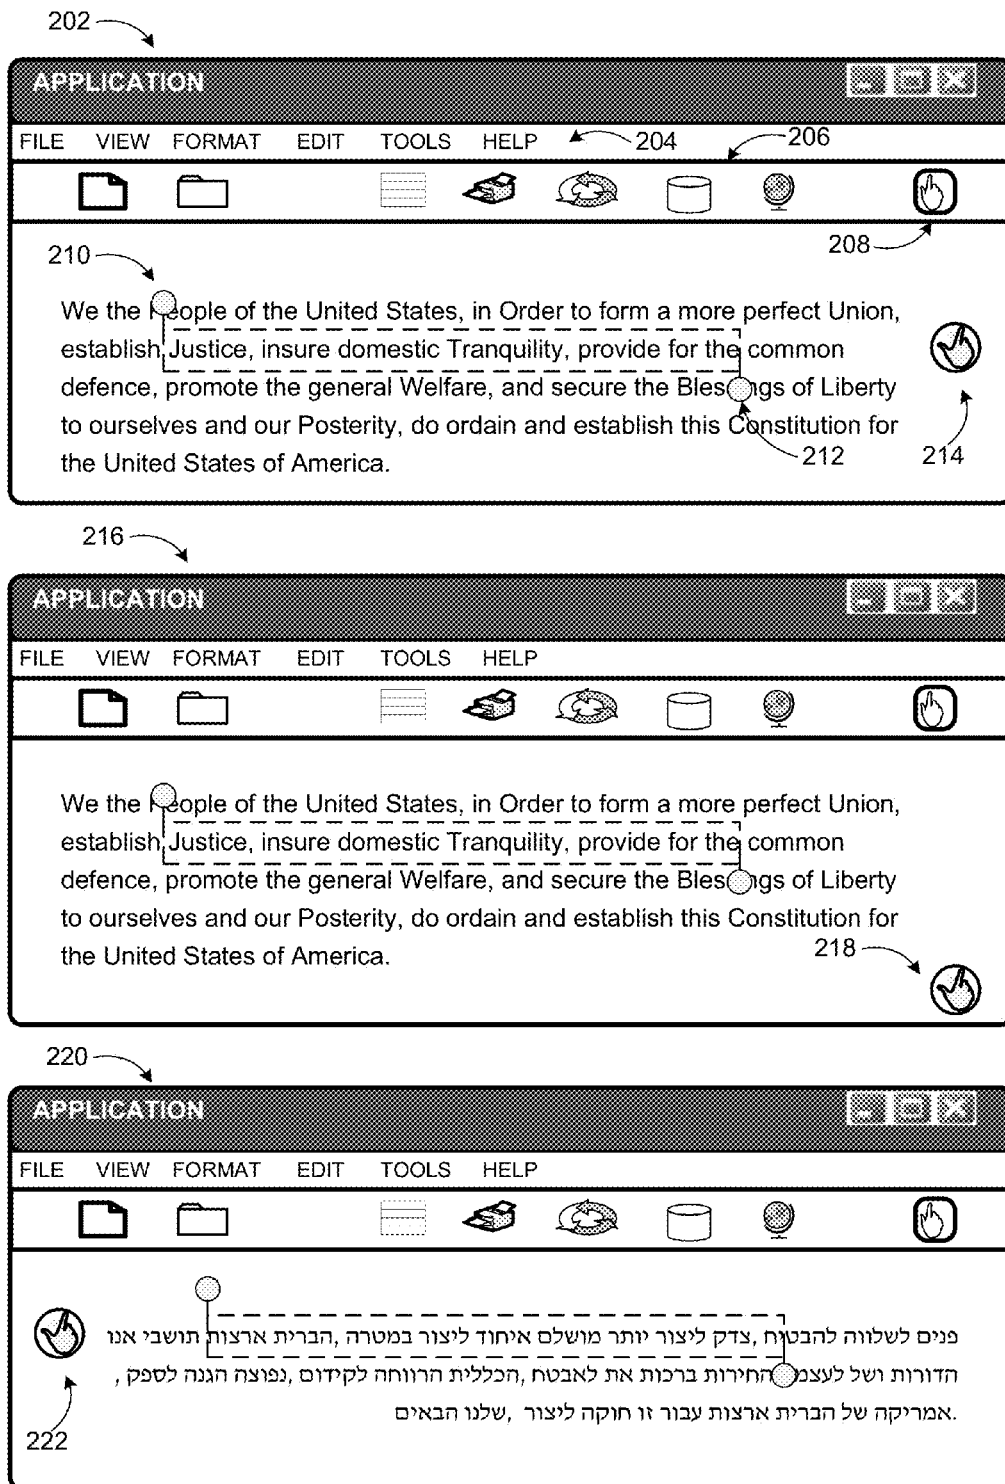 202
APPLICATION
FILE VIEW FORMAT EDIT TOOLS HELP
204
206
208
210
We the People of the United States, in Order to form a more perfect Union,
establish Justice, insure domestic Tranquility, provide for the common
defence, promote the general Welfare, and secure the Blessings of Liberty
to ourselves and our Posterity, do ordain and establish this Constitution for
the United States of America.
212
214
216
APPLICATION
FILE VIEW FORMAT EDIT TOOLS HELP
We the People of the United States, in Order to form a more perfect Union,
establish Justice, insure domestic Tranquility, provide for the common
defence, promote the general Welfare, and secure the Blessings of Liberty
to ourselves and our Posterity, do ordain and establish this Constitution for
the United States of America.
218
220
APPLICATION
FILE VIEW FORMAT EDIT TOOLS HELP
פנים לשלווה להבטיח ,צדק ליצור יותר מושלם איחוד ליצור במטרה ,הברית ארצות תושבי אנו
הדורות ושל לעצמ החירות ברכות את לאבטח ,הכללית הרווחה לקידום ,נפוצה הגנה לספק ,
.אמריקה של הברית ארצות עבור זו חוקה ליצור ,שלנו הבאים
222